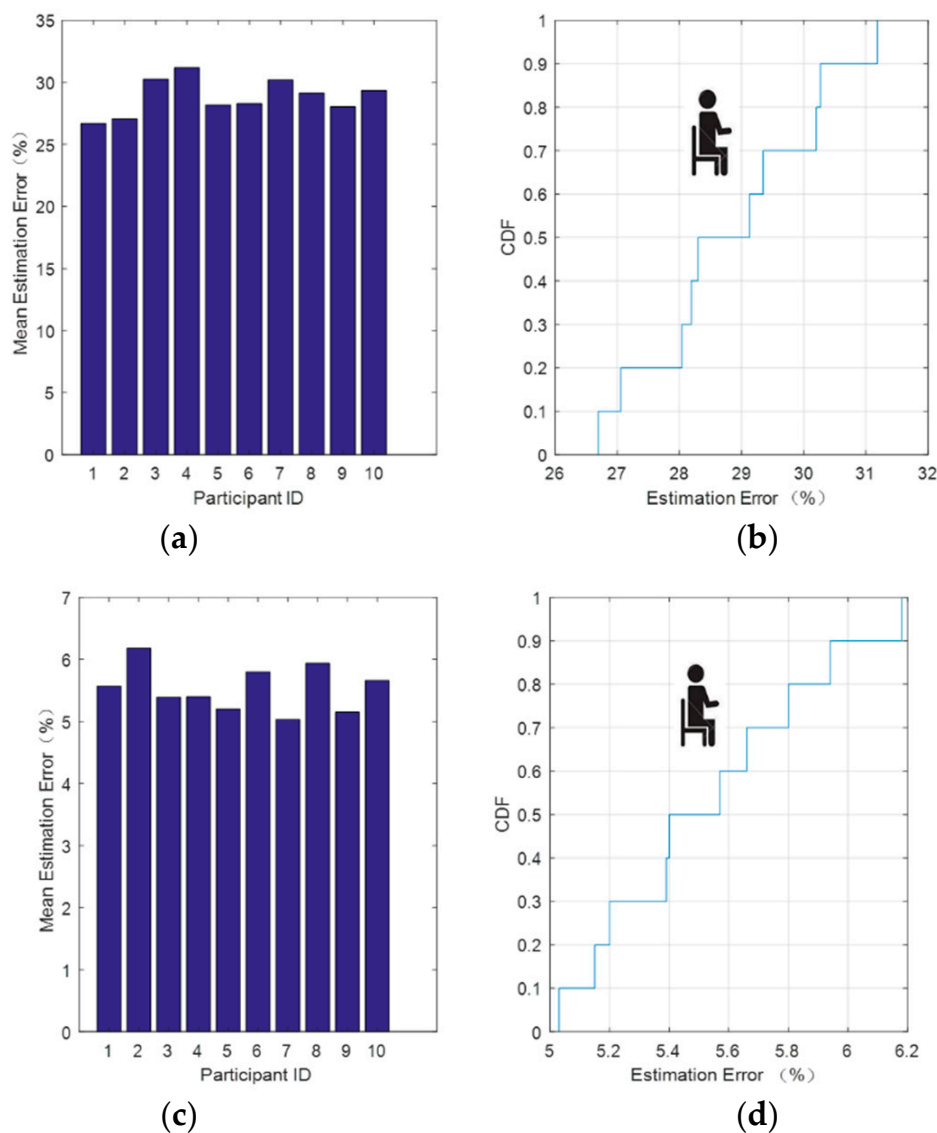 35
30
25
20
15
10
5
0
Mean Estimation Error（%）
1 2 3 4 5 6 7 8 9 10
Participant ID
(a)
1
0.9
0.8
0.7
0.6
0.5
0.4
0.3
0.2
0.1
0
CDF
26 27 28 29 30 31 32
Estimation Error （%）
(b)
7
6
5
4
3
2
1
0
Mean Estimation Error (%)
1 2 3 4 5 6 7 8 9 10
Participant ID
(c)
1
0.9
0.8
0.7
0.6
0.5
0.4
0.3
0.2
0.1
0
CDF
5 5.2 5.4 5.6 5.8 6 6.2
Estimation Error （%）
(d)